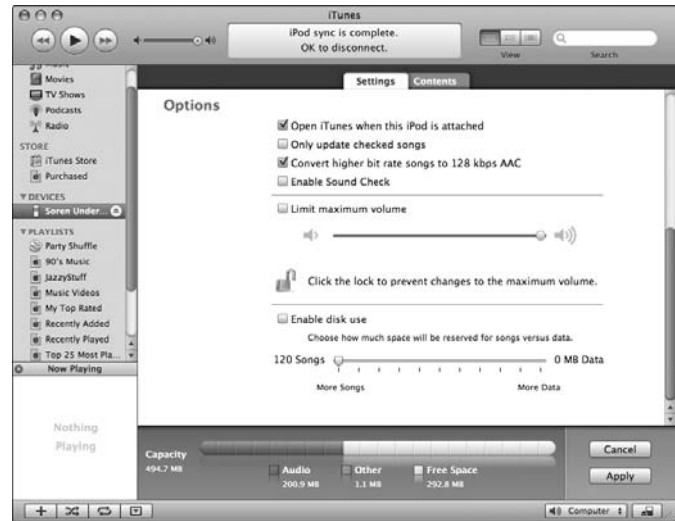 iTunes
iPod sync is complete.
OK to disconnect.
View
Search
Music
Movies
TV Shows
Podcasts
Radio
STORE
iTunes Store
Purchased
DEVICES
Soren Under...
PLAYLISTS
Party Shuffle
90's Music
JazzyStuff
Music Videos
My Top Rated
Recently Added
Recently Played
Top 25 Most Pla...
Now Playing
Nothing
Playing
Settings
Contents
Options
Open iTunes when this iPod is attached
Only update checked songs
Convert higher bit rate songs to 128 kbps AAC
Enable Sound Check
Limit maximum volume
Click the lock to prevent changes to the maximum volume.
Enable disk use
Choose how much space will be reserved for songs versus data.
120 Songs
0 MB Data
More Songs
More Data
Capacity
494.7 MB
Audio
200.9 MB
Other
1.1 MB
Free Space
292.8 MB
Cancel
Apply
Computer